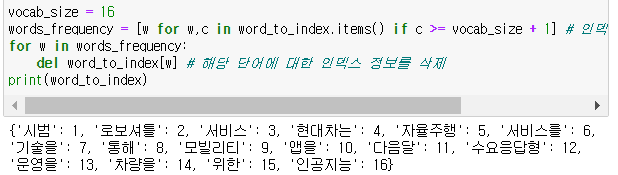 vocab_size = 16
words_frequency = [w for w,c in word_to_index.items() if c >= vocab_size + 1] # 인덱
for w in words_frequency:
    del word_to_index[w] # 해당 단어에 대한 인덱스 정보를 삭제
print(word_to_index)
{'시범': 1, '로보셔틀': 2, '서비스': 3, '현대차는': 4, '자율주행': 5, '서비스를': 6,
'기술을': 7, '통해': 8, '모빌리티': 9, '앱을': 10, '다음달': 11, '수요응답형': 12,
'운영을': 13, '차량을': 14, '위한': 15, '인공지능': 16}